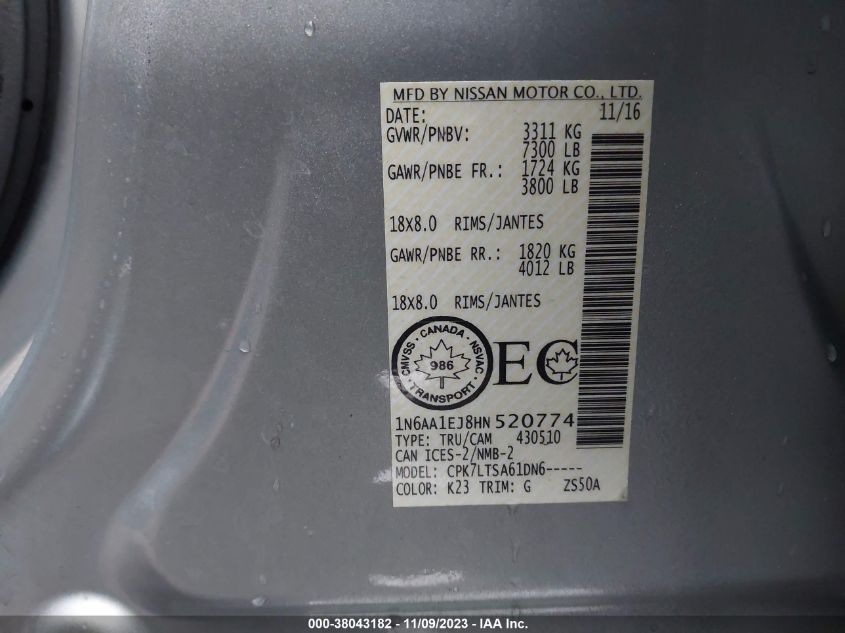 MFD BY NISSAN MOTOR CO., LTD.
DATE: 11/16
GVWR/PNBV: 3311 KG
7300 LB
GAWR/PNBE FR.: 1724 KG
3800 LB
18x8.0 RIMS/JANTES
GAWR/PNBE RR.: 1820 KG
4012 LB
18x8.0 RIMS/JANTES
CMVSS · CANADA · NSVAC · TRANSPORT ·
986
EC
1N6AA1EJ8HN 520774
TYPE: TRU/CAM 430510
CAN ICES-2/NMB-2
MODEL: CPK7LTSA61DN6-----
COLOR: K23 TRIM: G ZS50A
000-38043182 — 11/09/2023 — IAA Inc.